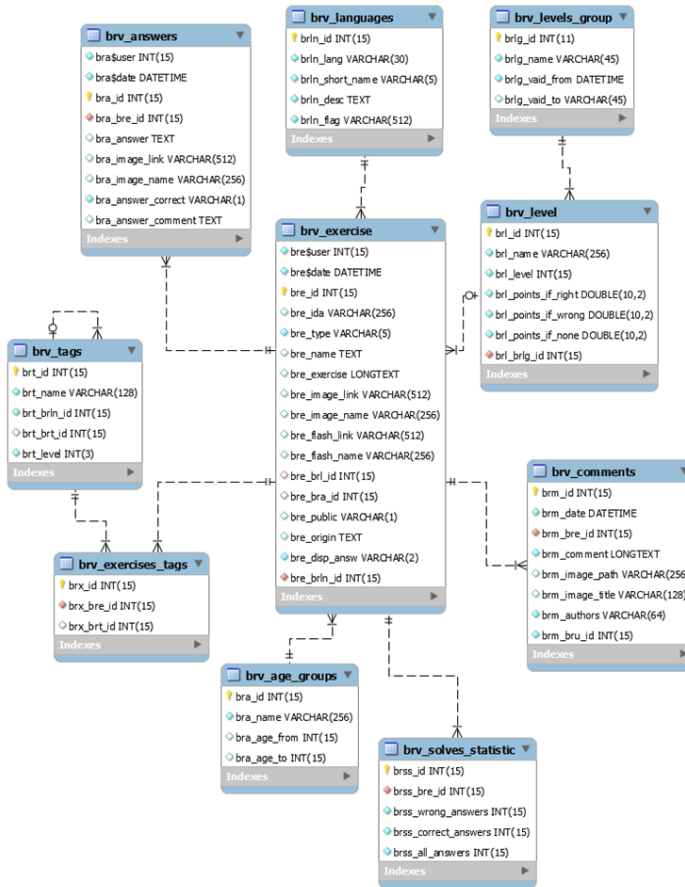 brv_answers
bra$user INT(15)
bra$date DATETIME
bra_id INT(15)
bra_bre_id INT(15)
bra_answer TEXT
bra_image_link VARCHAR(512)
bra_image_name VARCHAR(256)
bra_answer_correct VARCHAR(1)
bra_answer_comment TEXT
Indexes
brv_languages
brln_id INT(15)
brln_lang VARCHAR(30)
brln_short_name VARCHAR(5)
brln_desc TEXT
brln_flag VARCHAR(512)
Indexes
brv_levels_group
brlg_id INT(11)
brlg_name VARCHAR(45)
brlg_vaid_from DATETIME
brlg_vaid_to VARCHAR(45)
Indexes
brv_level
brl_id INT(15)
brl_name VARCHAR(256)
brl_level INT(15)
brl_points_if_right DOUBLE(10,2)
brl_points_if_wrong DOUBLE(10,2)
brl_points_if_none DOUBLE(10,2)
brl_brlg_id INT(15)
Indexes
brv_exercise
bre$user INT(15)
bre$date DATETIME
bre_id INT(15)
bre_ida VARCHAR(256)
bre_type VARCHAR(5)
bre_name TEXT
bre_exercise LONGTEXT
bre_image_link VARCHAR(512)
bre_image_name VARCHAR(256)
bre_flash_link VARCHAR(512)
bre_flash_name VARCHAR(256)
bre_brl_id INT(15)
bre_bra_id INT(15)
bre_public VARCHAR(1)
bre_origin TEXT
bre_disp_answ VARCHAR(2)
bre_brln_id INT(15)
Indexes
brv_tags
brt_id INT(15)
brt_name VARCHAR(128)
brt_brln_id INT(15)
brt_brt_id INT(15)
brt_level INT(3)
Indexes
brv_exercises_tags
brx_id INT(15)
brx_bre_id INT(15)
brx_brt_id INT(15)
Indexes
brv_comments
brm_id INT(15)
brm_date DATETIME
brm_bre_id INT(15)
brm_comment LONGTEXT
brm_image_path VARCHAR(256
brm_image_title VARCHAR(128)
brm_authors VARCHAR(64)
brm_bru_id INT(15)
Indexes
brv_age_groups
bra_id INT(15)
bra_name VARCHAR(256)
bra_age_from INT(15)
bra_age_to INT(15)
Indexes
brv_solves_statistic
brss_id INT(15)
brss_bre_id INT(15)
brss_wrong_answers INT(15)
brss_correct_answers INT(15)
brss_all_answers INT(15)
Indexes